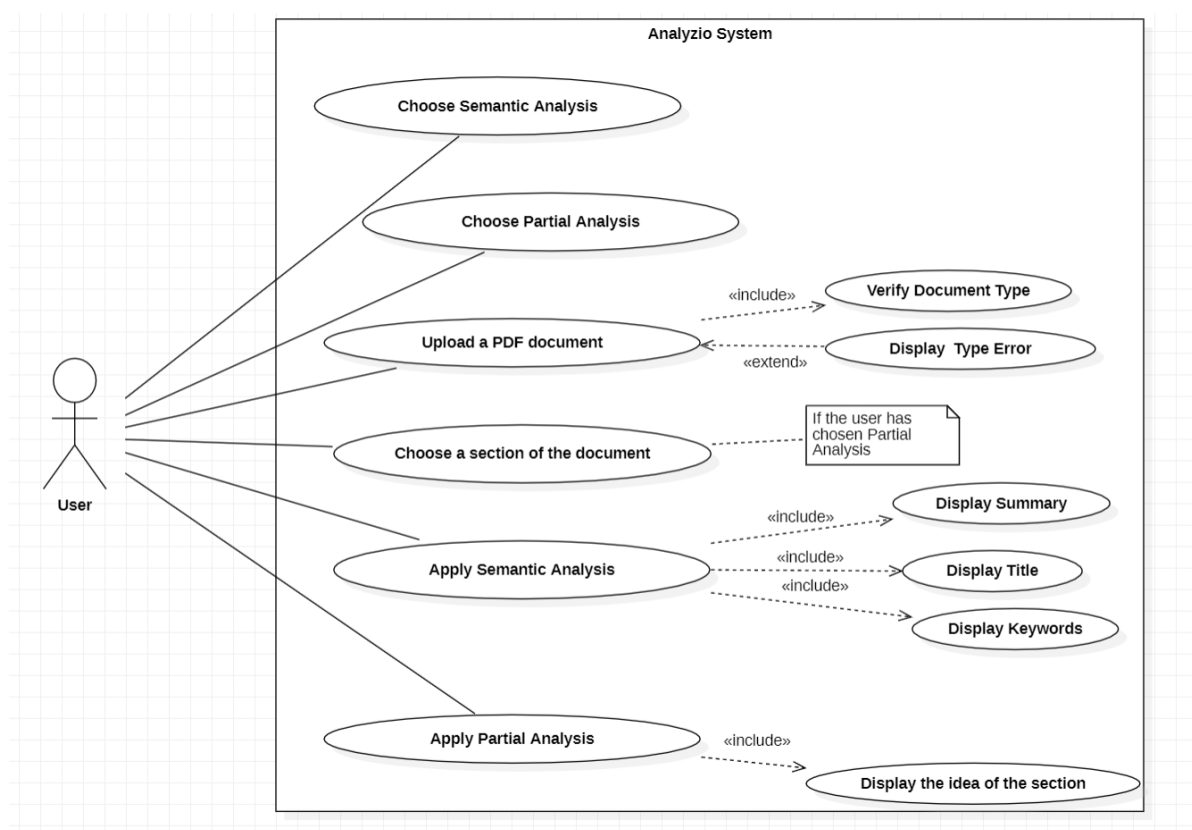 Analyzio System
Choose Semantic Analysis
Choose Partial Analysis
«include»
Verify Document Type
Upload a PDF document
Display Type Error
«extend»
If the user has
chosen Partial
Analysis
Choose a section of the document
User
Display Summary
«include»
«include»
Apply Semantic Analysis
Display Title
«include»
Display Keywords
Apply Partial Analysis
«include»
Display the idea of the section